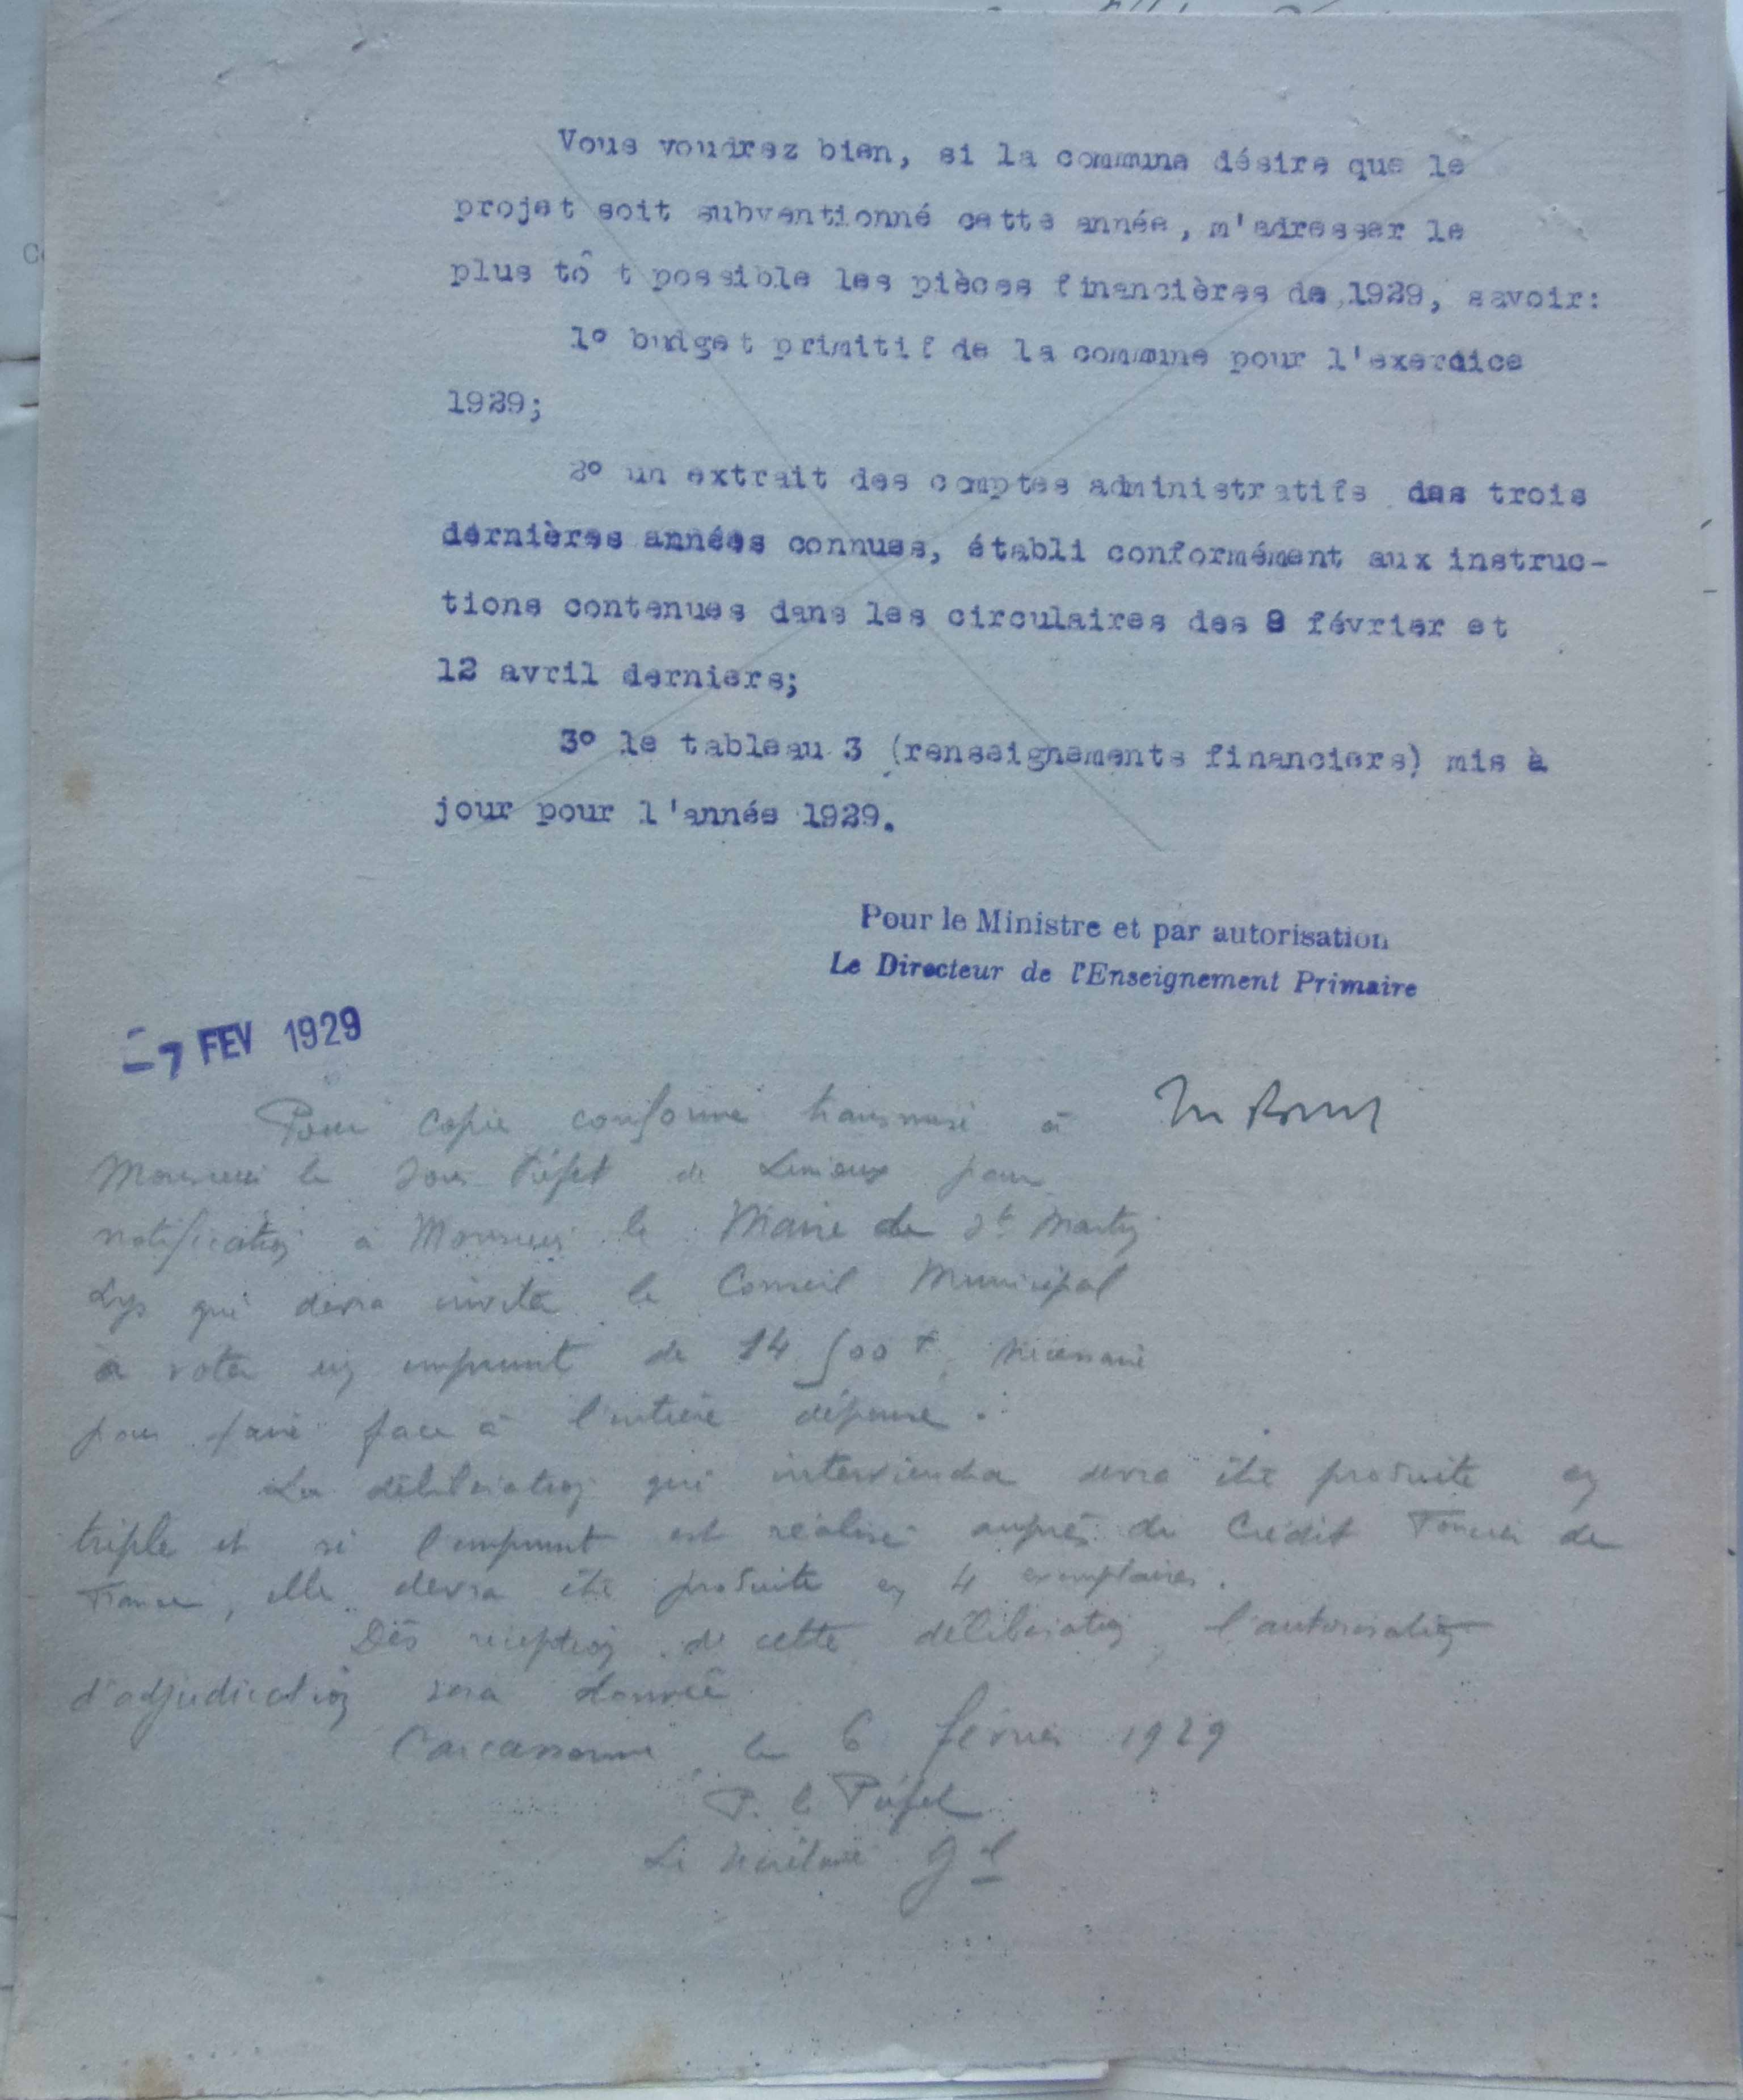 Vous voudrez bien, si la commune désire que le
projet soit subventionné cette année, m'adresser le
plus tô t possible les pièces financières de 1929, savoir:
1º budget primitif de la commune pour l'exercice
1929;
2º un extrait des comptes administratifs des trois
dernières années connues, établi conformément aux instruc-
tions contenues dans les circulaires des 8 février et
12 avril derniers;
3º le tableau 3 (renseignements financiers) mis à
jour pour l'année 1929.
Pour le Ministre et par autorisation
Le Directeur de l'Enseignement Primaire
-7 FEV 1929
Pour copie conforme transmise à
Monsieur le Sous Préfet de Limoux pour
notification à Monsieur le Maire de St Martin
Lys qui devra inviter le Conseil Municipal
à voter un emprunt de 14 500 f, nécessaire
pour faire face à l'entière dépense.
La délibération qui interviendra devra être produite en
triple et si l'emprunt est réalisé auprès du Crédit Foncier de
France, elle devra être produite en 4 exemplaires.
Dès réception de cette délibération, l'autorisation
d'adjudication sera donnée
Carcassonne, le 6 février 1929
P. le Préfet
Le Secrétaire Gl